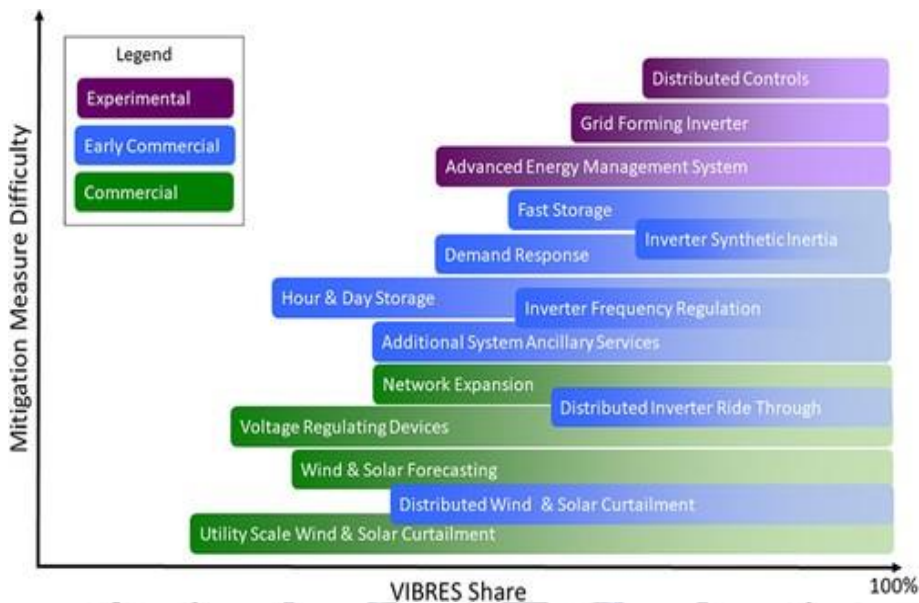 Legend
Experimental
Early Commercial
Commercial
Mitigation Measure Difficulty
Distributed Controls
Grid Forming Inverter
Advanced Energy Management System
Fast Storage
Inverter Synthetic Inertia
Demand Response
Hour & Day Storage
Inverter Frequency Regulation
Additional System Ancillary Services
Network Expansion
Distributed Inverter Ride Through
Voltage Regulating Devices
Wind & Solar Forecasting
Distributed Wind & Solar Curtailment
Utility Scale Wind & Solar Curtailment
VIBRES Share
100%